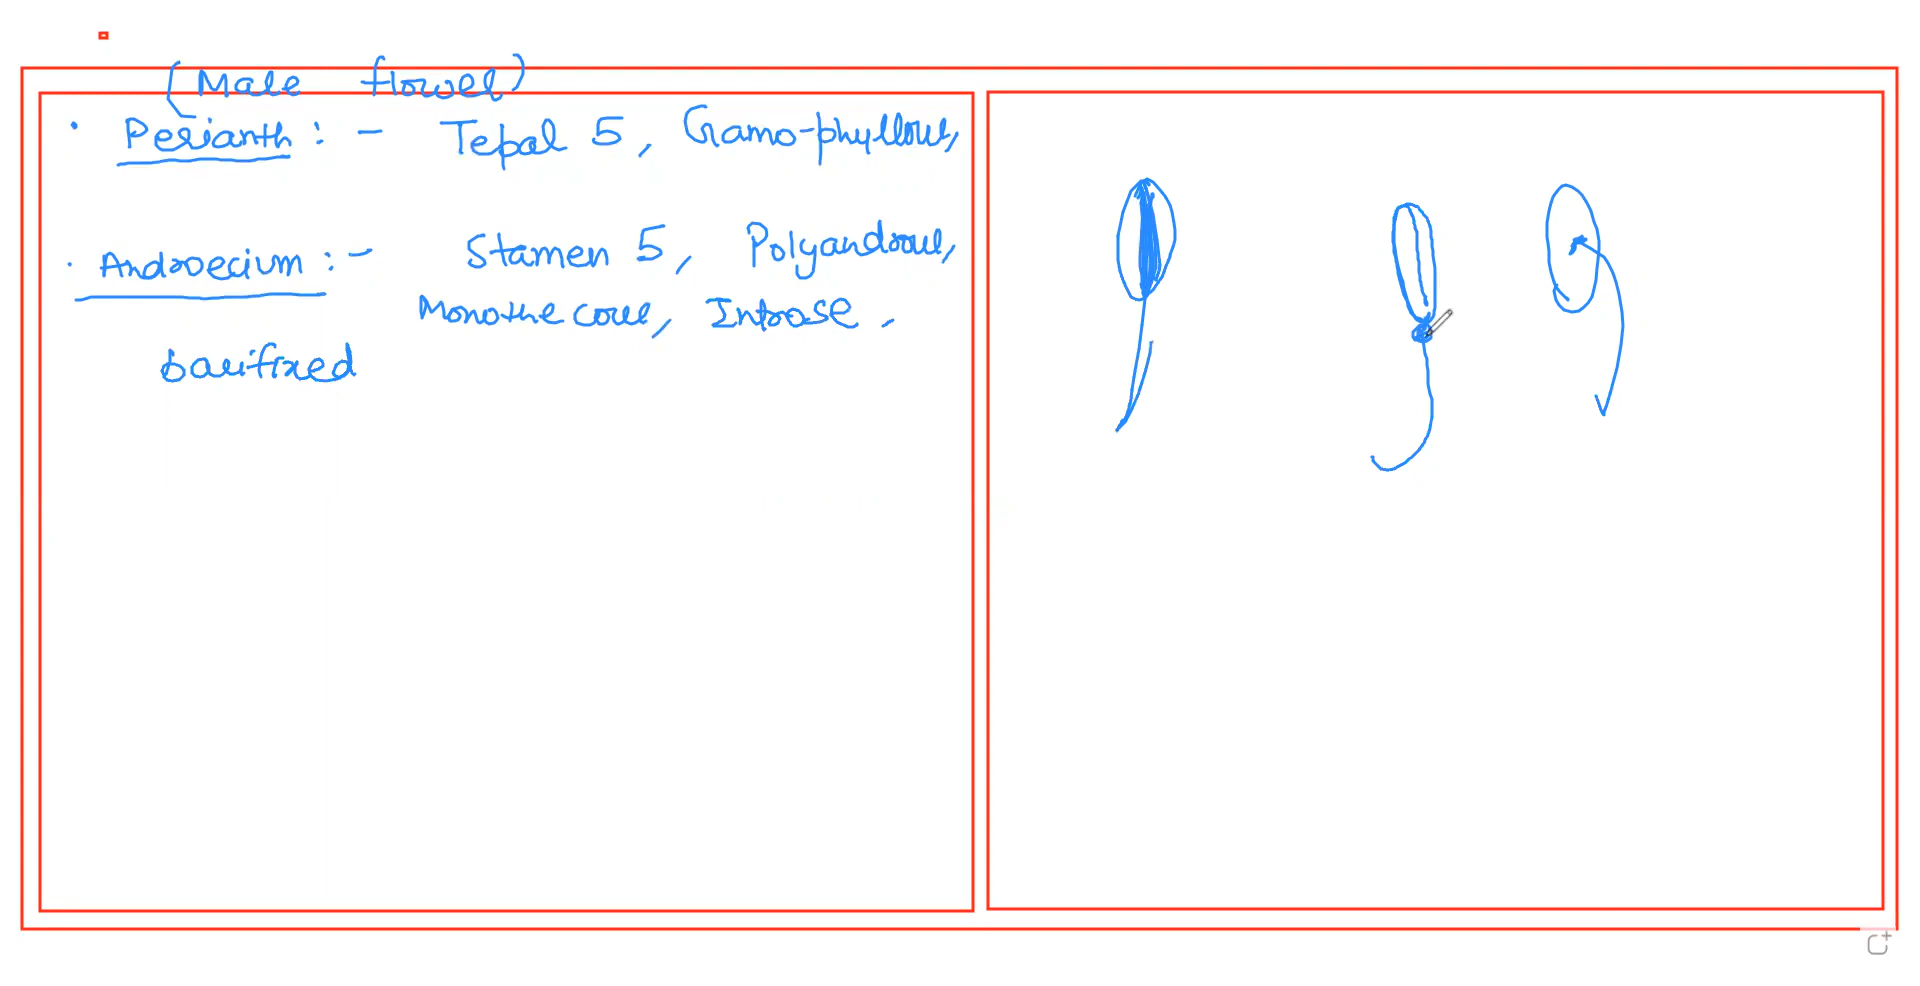 (Male flower)
• Perianth :- Tepal 5, Gamo-phyllous,
• Androecium :- Stamen 5, Polyandrous,
Monothecous, Introse,
basifixed